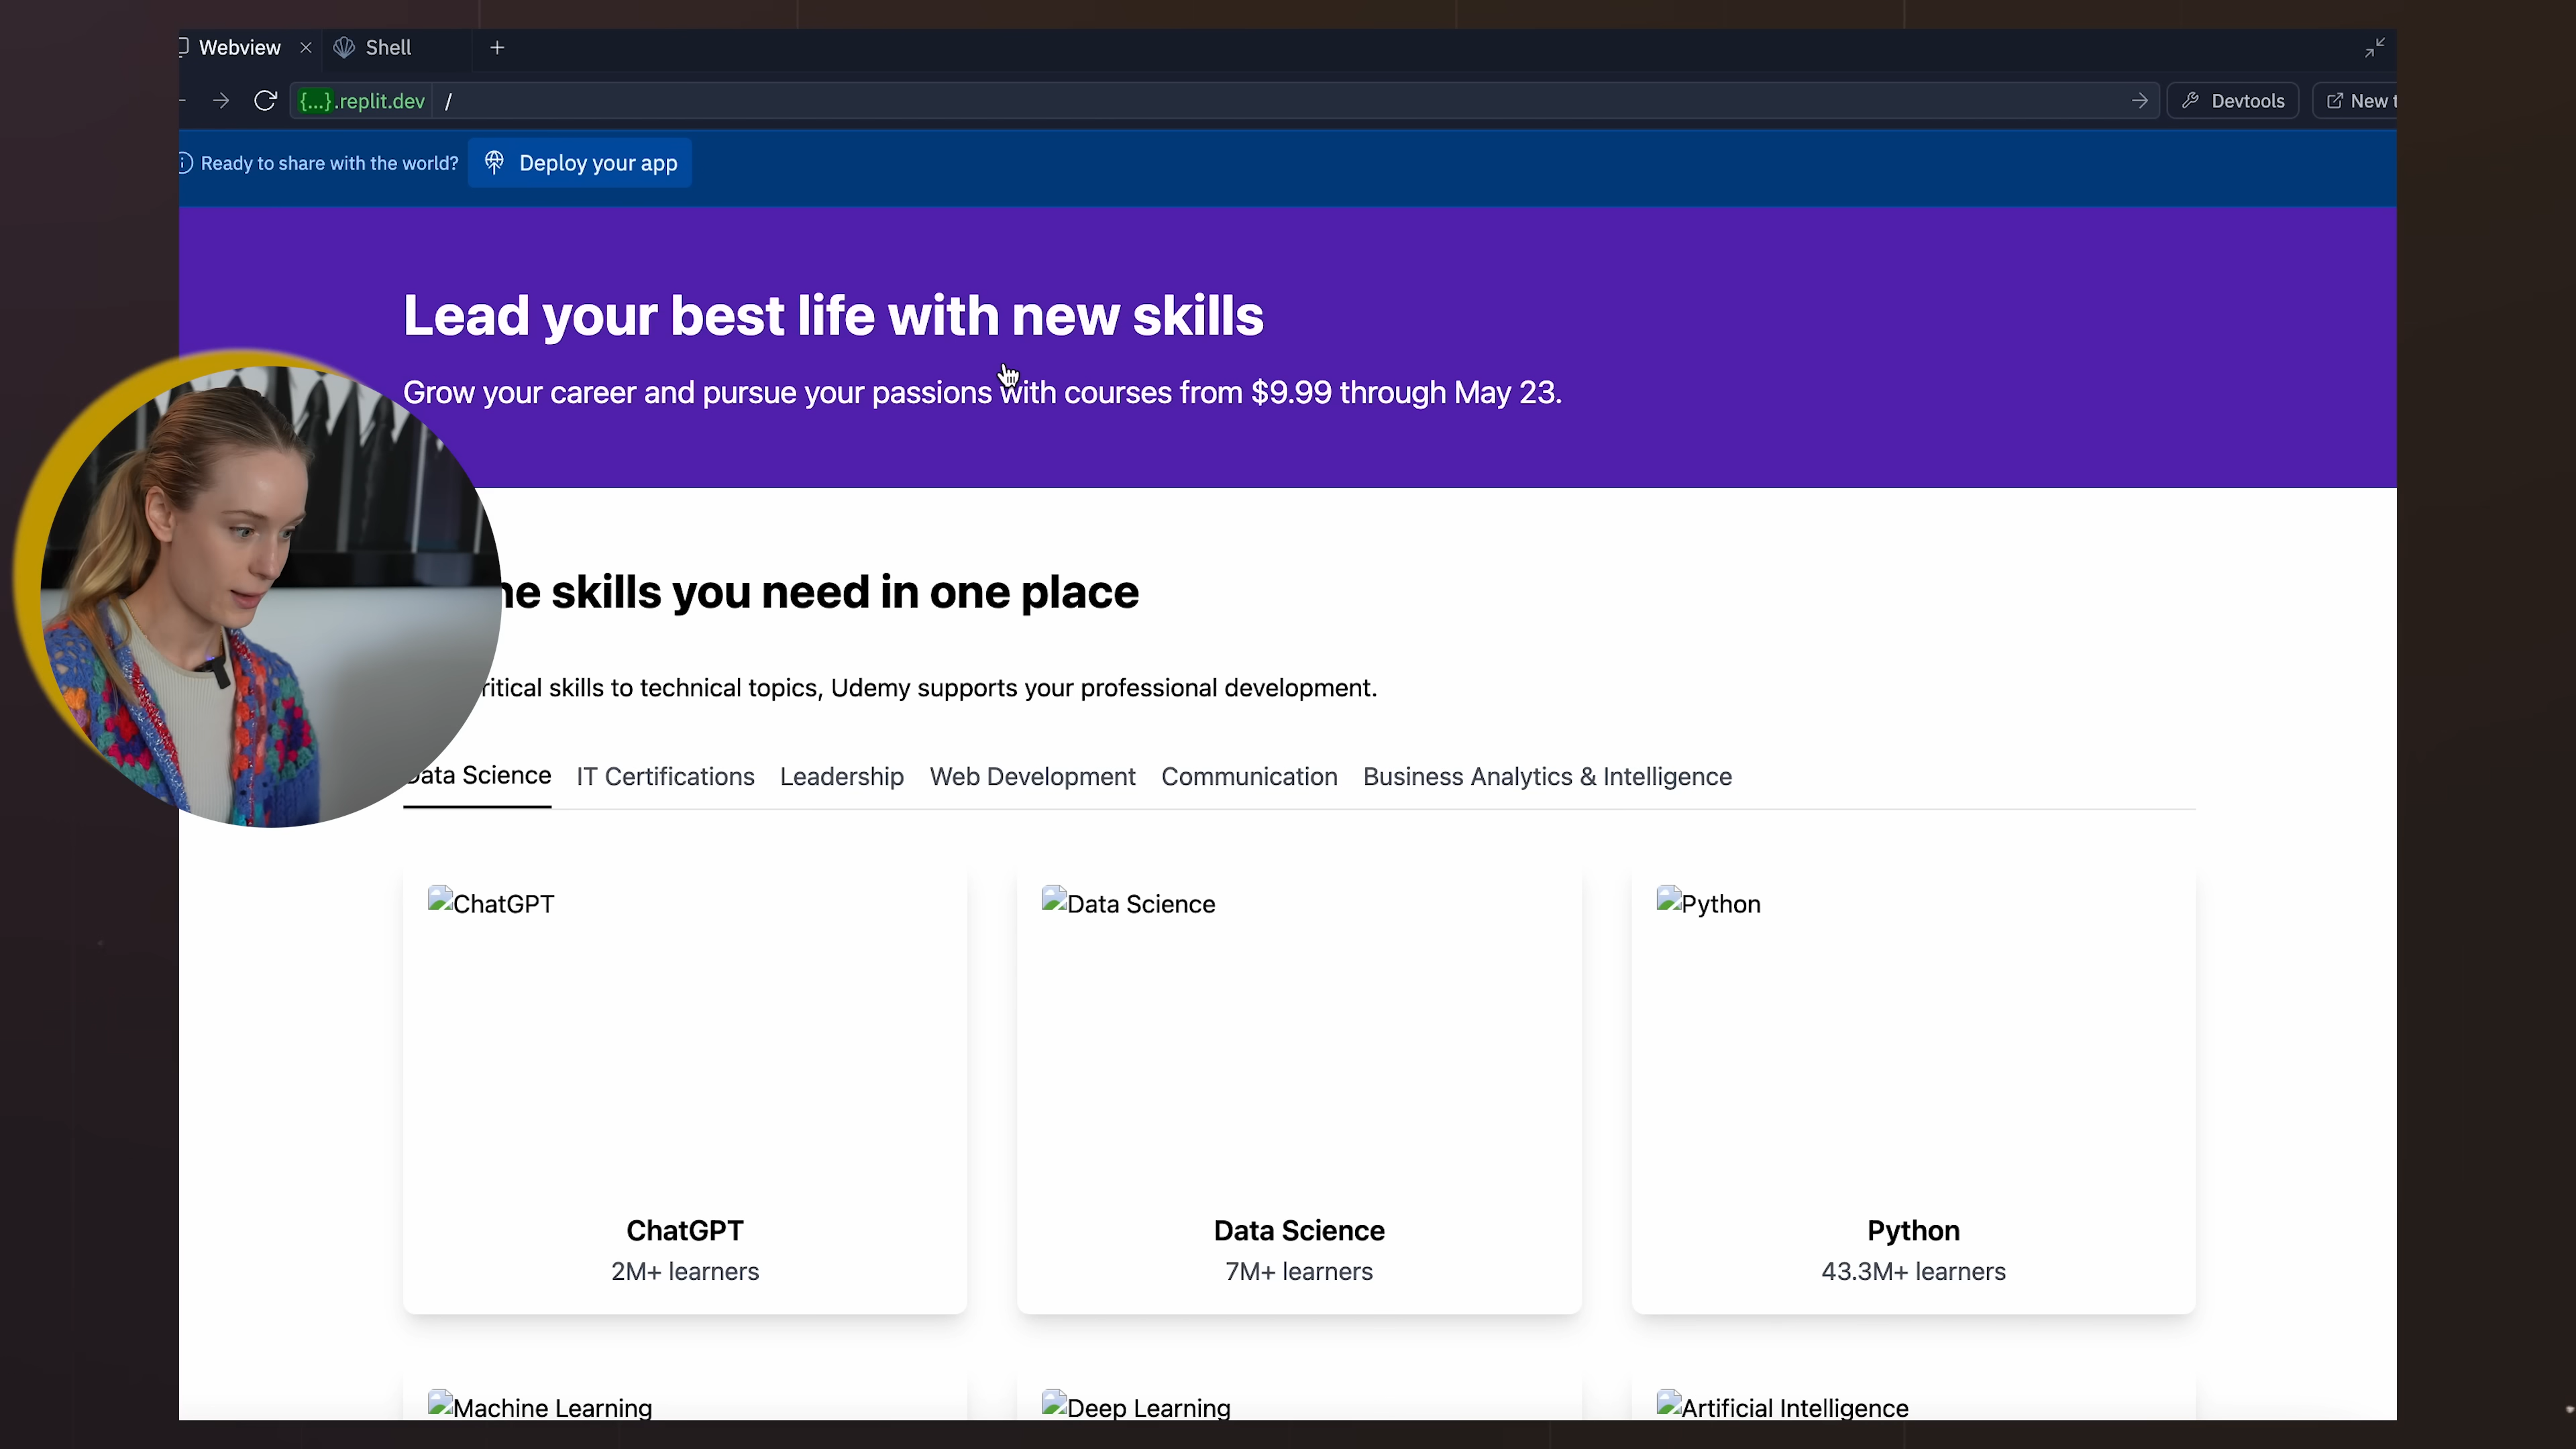 Webview
Shell
{...}.replit.dev /
Devtools
New
Ready to share with the world?
Deploy your app
Lead your best life with new skills
Grow your career and pursue your passions with courses from $9.99 through May 23.
skills you need in one place
skills to technical topics, Udemy supports your professional development.
Data Science
IT Certifications
Leadership
Web Development
Communication
Business Analytics & Intelligence
ChatGPT
Data Science
Python
ChatGPT
Data Science
Python
2M+ learners
7M+ learners
43.3M+ learners
Machine Learning
Deep Learning
Artificial Intelligence